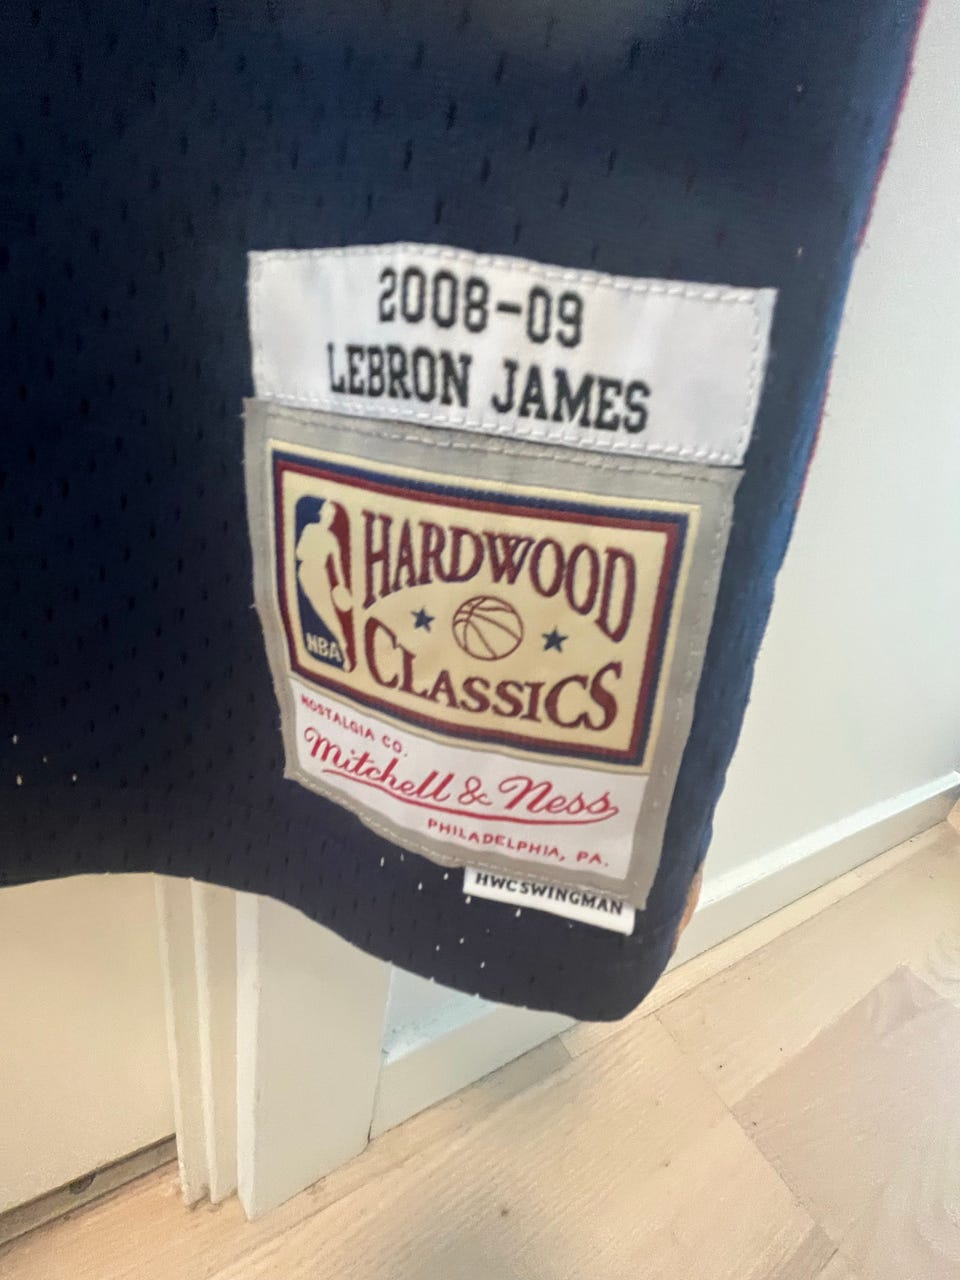 2008-09
LEBRON JAMES
HARDWOOD
CLASSICS
NBA
NOSTALGIA CO.
Mitchell & Ness
PHILADELPHIA, PA.
HWCSWINGMAN